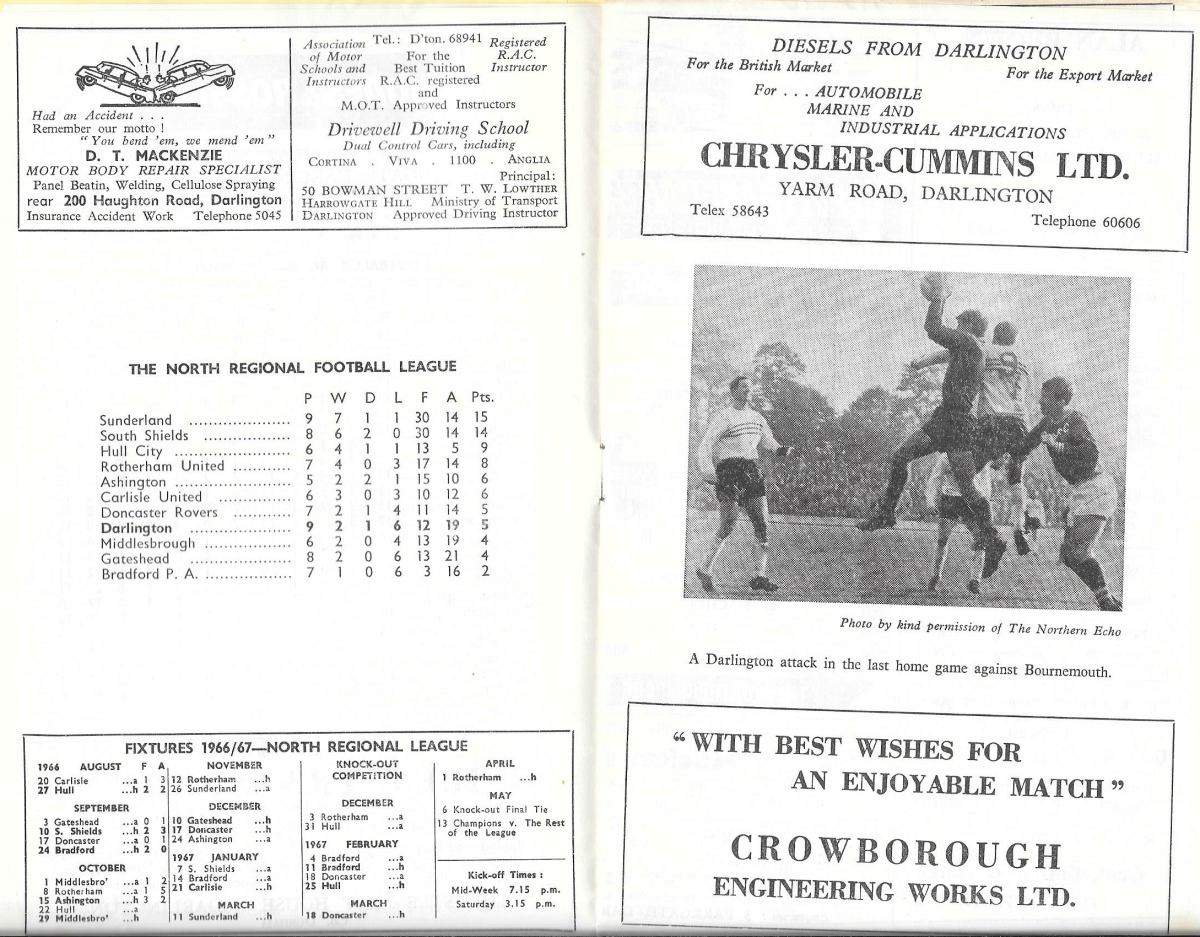 Had an Accident . . .
Remember our motto !
"You bend 'em, we mend 'em"
D. T. MACKENZIE
MOTOR BODY REPAIR SPECIALIST
Panel Beatin, Welding, Cellulose Spraying
rear 200 Haughton Road, Darlington
Insurance Accident Work Telephone 5045
Association of Motor Schools and Instructors
Tel.: D'ton. 68941
For the
Best Tuition
R.A.C. registered
and
M.O.T. Approved Instructors
Registered R.A.C. Instructor
Drivewell Driving School
Dual Control Cars, including
CORTINA . VIVA . 1100 . ANGLIA
Principal:
50 BOWMAN STREET T. W. LOWTHER
HARROWGATE HILL Ministry of Transport
DARLINGTON Approved Driving Instructor
THE NORTH REGIONAL FOOTBALL LEAGUE
P W D L F A Pts.
Sunderland .................... 9 7 1 1 30 14 15
South Shields .................. 8 6 2 0 30 14 14
Hull City ....................... 6 4 1 1 13 5 9
Rotherham United ........... 7 4 0 3 17 14 8
Ashington ....................... 5 2 2 1 15 10 6
Carlisle United .............. 6 3 0 3 10 12 6
Doncaster Rovers .............. 7 2 1 4 11 14 5
Darlington .................... 9 2 1 6 12 19 5
Middlesbrough ................. 6 2 0 4 13 19 4
Gateshead .................... 8 2 0 6 13 21 4
Bradford P. A. ................. 7 1 0 6 3 16 2
FIXTURES 1966/67—NORTH REGIONAL LEAGUE
1966 AUGUST F A
20 Carlisle ...a 1 3
27 Hull ...h 2 2
SEPTEMBER
3 Gateshead ...a 0 1
10 S. Shields ...h 2 3
17 Doncaster ...a 0 1
24 Bradford ...h 2 0
OCTOBER
1 Middlesbro' ...a 1 2
8 Rotherham ...a 1 5
15 Ashington ...h 3 2
22 Hull ...a
29 Middlesbro' ...h
NOVEMBER
12 Rotherham ...h
26 Sunderland ...a
DECEMBER
10 Gateshead ...h
17 Doncaster ...h
24 Ashington ...a
1967 JANUARY
7 S. Shields ...a
14 Bradford ...a
21 Carlisle ...h
MARCH
11 Sunderland ...h
KNOCK-OUT
COMPETITION
DECEMBER
3 Rotherham ...a
31 Hull ...a
1967 FEBRUARY
4 Bradford ...a
11 Bradford ...h
18 Doncaster ...a
25 Hull ...h
MARCH
18 Doncaster ...h
APRIL
1 Rotherham ...h
MAY
6 Knock-out Final Tie
13 Champions v. The Rest
of the League
Kick-off Times :
Mid-Week 7.15 p.m.
Saturday 3.15 p.m.
DIESELS FROM DARLINGTON
For the British Market For the Export Market
For . . . AUTOMOBILE
MARINE AND
INDUSTRIAL APPLICATIONS
CHRYSLER-CUMMINS LTD.
YARM ROAD, DARLINGTON
Telex 58643 Telephone 60606
Photo by kind permission of The Northern Echo
A Darlington attack in the last home game against Bournemouth.
"WITH BEST WISHES FOR
AN ENJOYABLE MATCH"
CROWBOROUGH
ENGINEERING WORKS LTD.